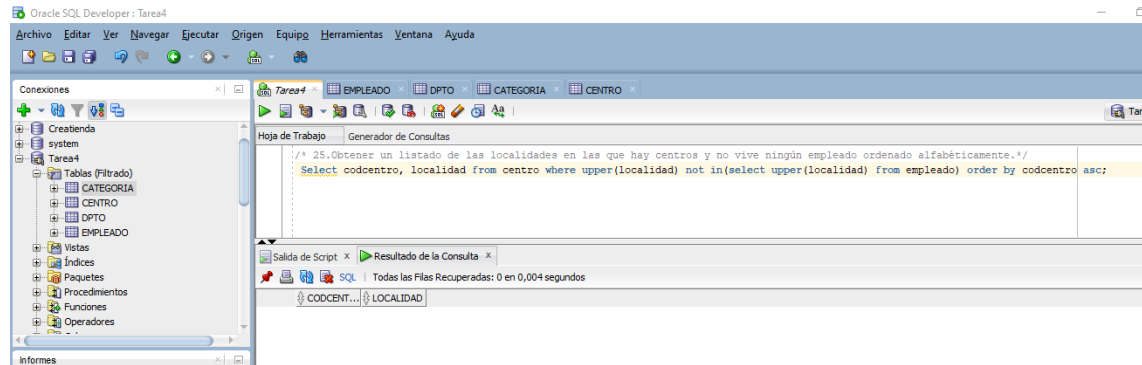 Oracle SQL Developer : Tarea4
Archivo Editar Ver Navegar Ejecutar Origen Equipo Herramientas Ventana Ayuda
Conexiones
Tarea4
EMPLEADO
DPTO
CATEGORIA
CENTRO
Creatienda
system
Tarea4
Tablas (Filtrado)
CATEGORIA
CENTRO
DPTO
EMPLEADO
Vistas
Índices
Paquetes
Procedimientos
Funciones
Operadores
Informes
SQL
Aa
Tar
Hoja de Trabajo
Generador de Consultas
/* 25.Obtener un listado de las localidades en las que hay centros y no vive ningún empleado ordenado alfabéticamente.*/
Select codcentro, localidad from centro where upper(localidad) not in(select upper(localidad) from empleado) order by codcentro asc;
Salida de Script x
Resultado de la Consulta x
SQL | Todas las Filas Recuperadas: 0 en 0,004 segundos
CODCENT... LOCALIDAD